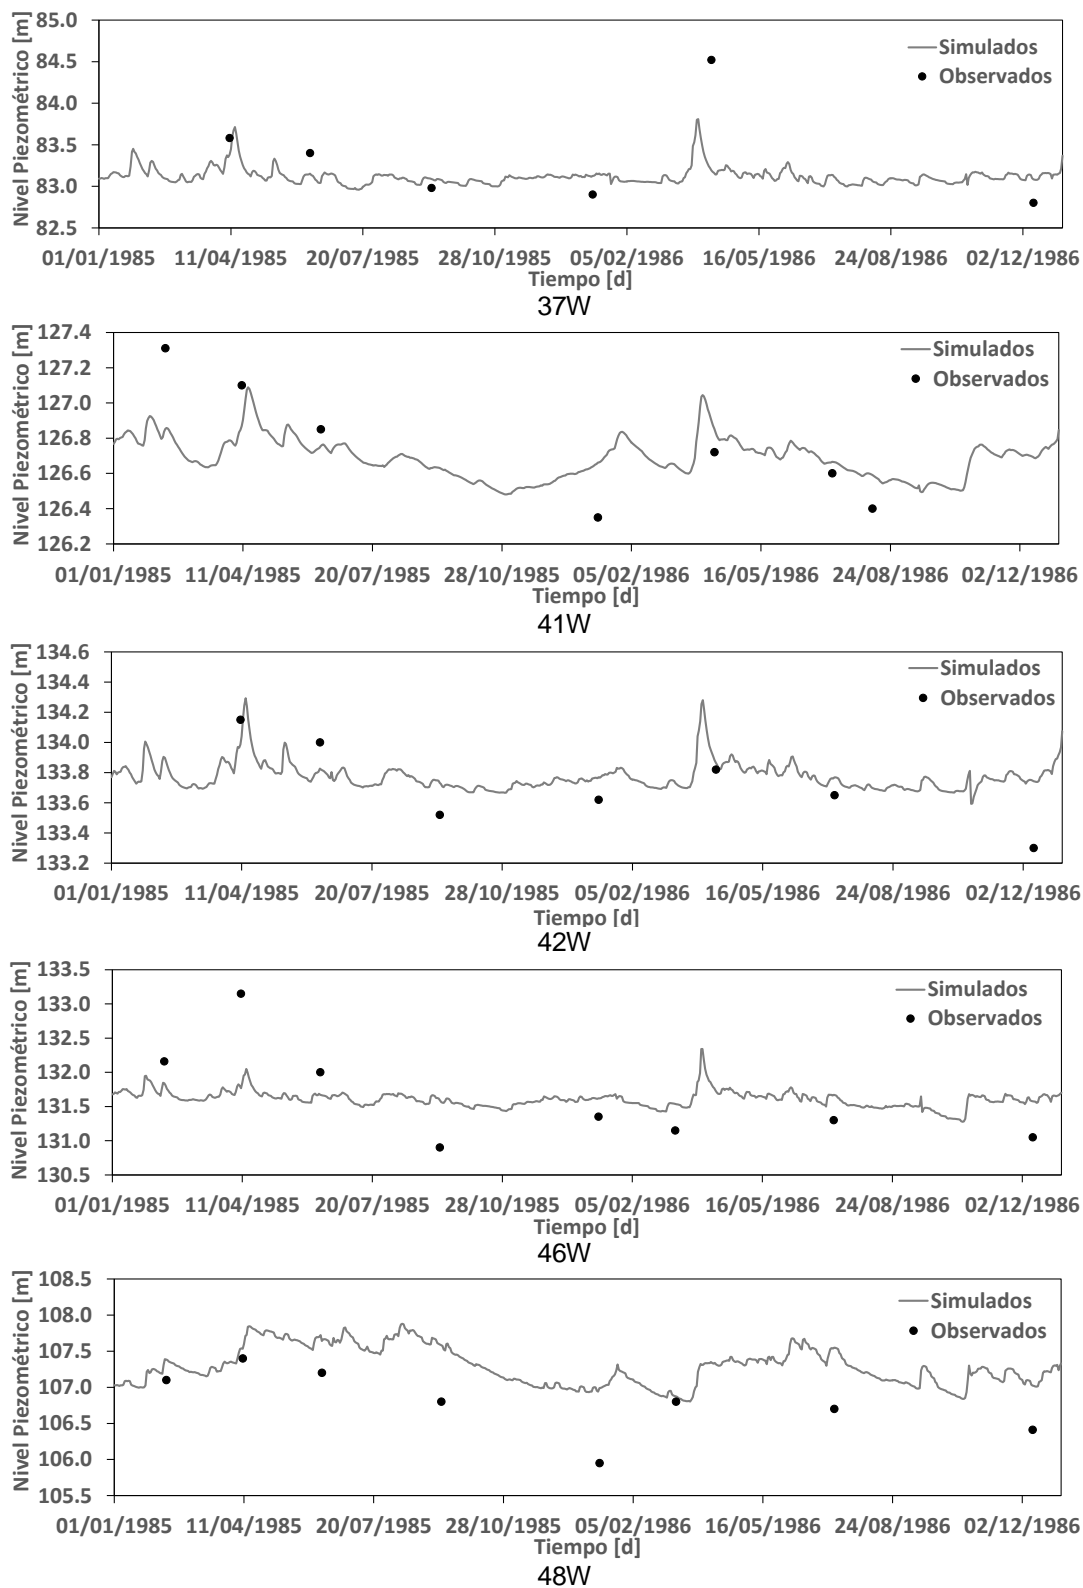 Nivel Piezométrico [m]
85.0
84.5
84.0
83.5
83.0
82.5
Simulados
Observados
01/01/1985 11/04/1985 20/07/1985 28/10/1985 05/02/1986 16/05/1986 24/08/1986 02/12/1986
Tiempo [d]
37W
Nivel Piezométrico [m]
127.4
127.2
127.0
126.8
126.6
126.4
126.2
Simulados
Observados
01/01/1985 11/04/1985 20/07/1985 28/10/1985 05/02/1986 16/05/1986 24/08/1986 02/12/1986
Tiempo [d]
41W
Nivel Piezométrico [m]
134.6
134.4
134.2
134.0
133.8
133.6
133.4
133.2
Simulados
Observados
01/01/1985 11/04/1985 20/07/1985 28/10/1985 05/02/1986 16/05/1986 24/08/1986 02/12/1986
Tiempo [d]
42W
Nivel Piezométrico [m]
133.5
133.0
132.5
132.0
131.5
131.0
130.5
Simulados
Observados
01/01/1985 11/04/1985 20/07/1985 28/10/1985 05/02/1986 16/05/1986 24/08/1986 02/12/1986
Tiempo [d]
46W
Nivel Piezométrico [m]
108.5
108.0
107.5
107.0
106.5
106.0
105.5
Simulados
Observados
01/01/1985 11/04/1985 20/07/1985 28/10/1985 05/02/1986 16/05/1986 24/08/1986 02/12/1986
Tiempo [d]
48W